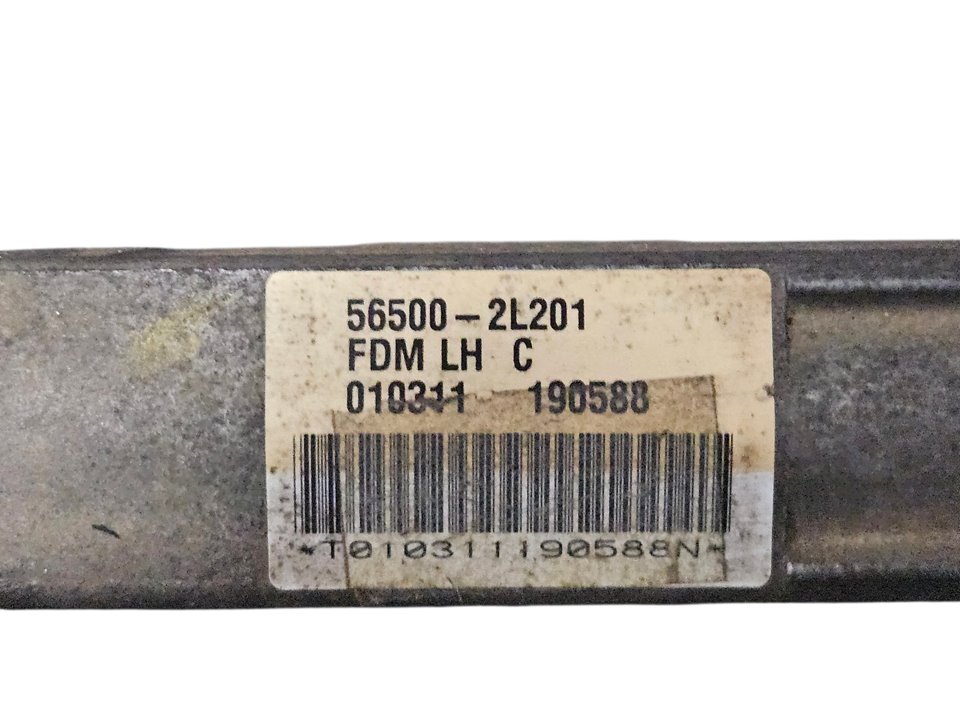 56500-2L201
FDM LH C
010311 190588
*T010311190588N*